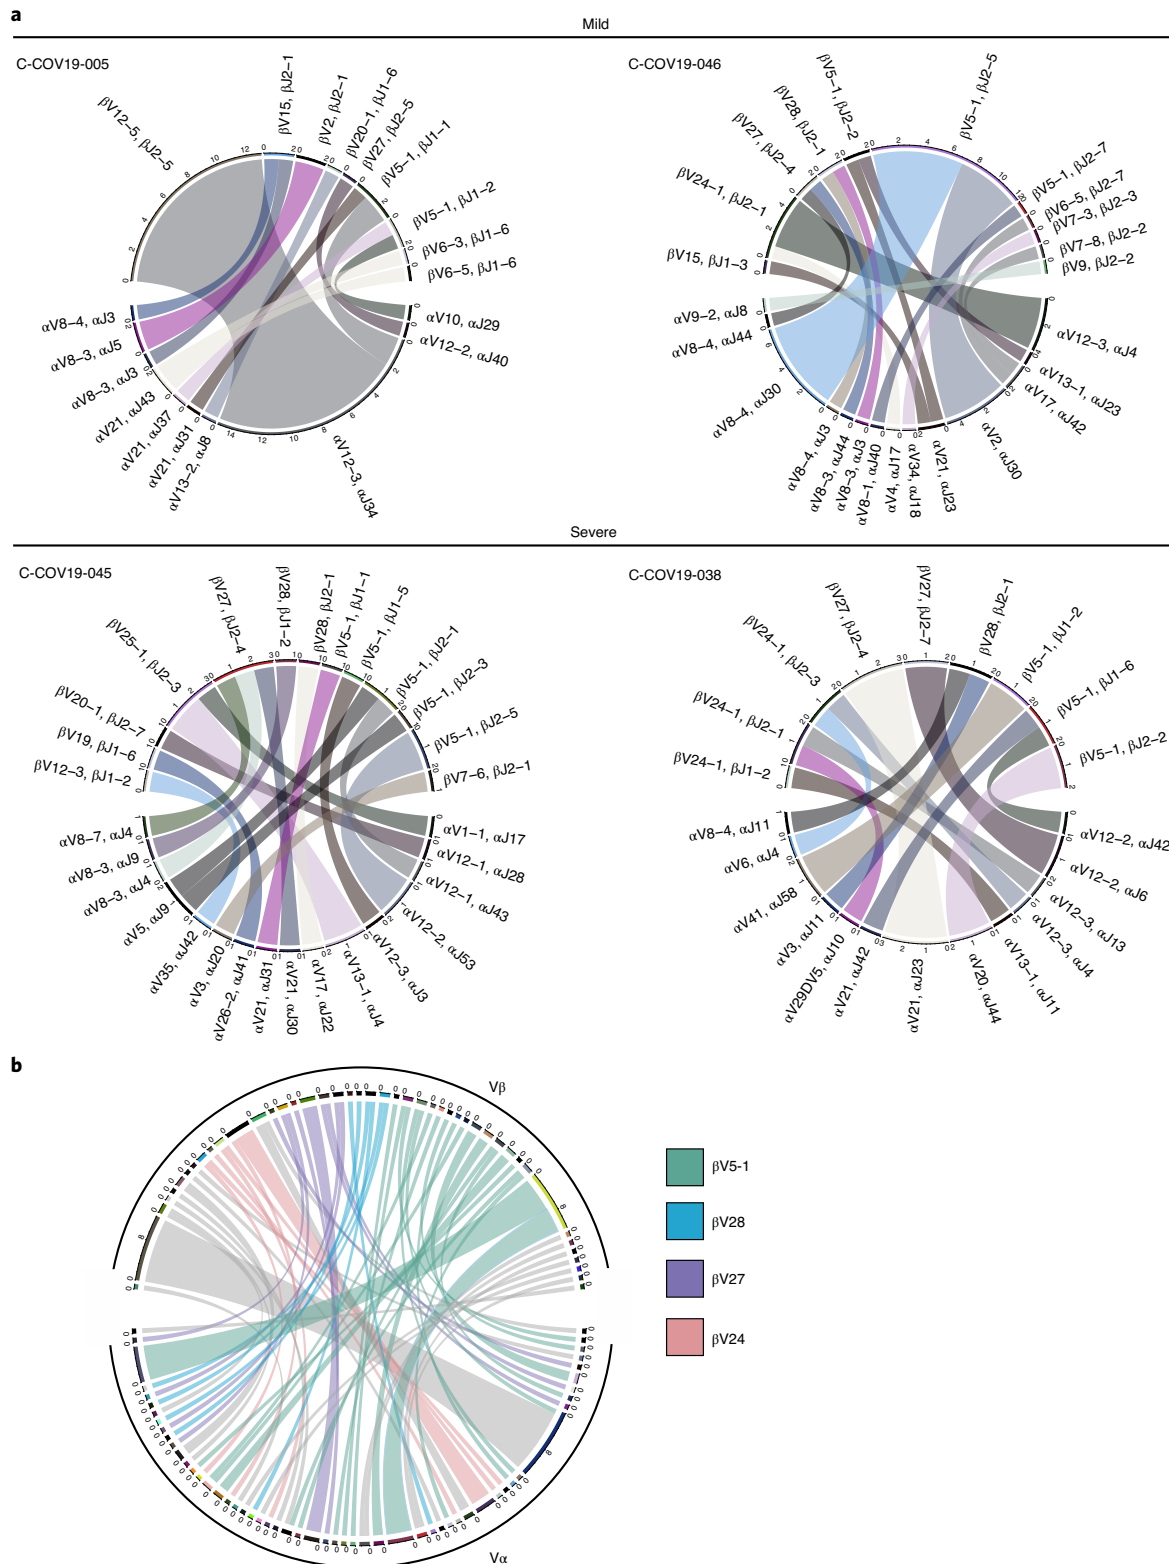 a
Mild
C-COV19-005
βV12−5, βJ2−5
βV15, βJ2−1
βV2, βJ2−1
βV20−1, βJ1−6
βV27, βJ2−5
βV5−1, βJ1−1
βV5−1, βJ1−2
βV6−3, βJ1−6
βV6−5, βJ1−6
αV10, αJ29
αV12−2, αJ40
αV12−3, αJ34
αV13−2, αJ8
αV21, αJ31
αV21, αJ37
αV21, αJ43
αV8−3, αJ3
αV8−3, αJ5
αV8−4, αJ3
C-COV19-046
βV15, βJ1−3
βV24−1, βJ2−1
βV27, βJ2−4
βV28, βJ2−1
βV5−1, βJ2−2
βV5−1, βJ2−5
βV5−1, βJ2−7
βV6−5, βJ2−7
βV7−3, βJ2−3
βV7−8, βJ2−2
βV9, βJ2−2
αV12−3, αJ4
αV13−1, αJ23
αV17, αJ42
αV2, αJ30
αV21, αJ23
αV34, αJ18
αV4, αJ17
αV8−1, αJ40
αV8−3, αJ3
αV8−3, αJ44
αV8−4, αJ3
αV8−4, αJ30
αV8−4, αJ44
αV9−2, αJ8
Severe
C-COV19-045
βV12−3, βJ1−2
βV19, βJ1−6
βV20−1, βJ2−7
βV25−1, βJ2−3
βV27, βJ2−4
βV28, βJ1−2
βV28, βJ2−1
βV5−1, βJ1−1
βV5−1, βJ1−5
βV5−1, βJ2−1
βV5−1, βJ2−3
βV5−1, βJ2−5
βV7−6, βJ2−1
αV1−1, αJ17
αV12−1, αJ28
αV12−1, αJ43
αV12−2, αJ53
αV12−3, αJ3
αV13−1, αJ4
αV17, αJ22
αV21, αJ30
αV21, αJ31
αV26−2, αJ41
αV3, αJ20
αV35, αJ42
αV5, αJ9
αV8−3, αJ4
αV8−3, αJ9
αV8−7, αJ4
C-COV19-038
βV24−1, βJ1−2
βV24−1, βJ2−1
βV24−1, βJ2−3
βV27, βJ2−4
βV27, βJ2−7
βV28, βJ2−1
βV5−1, βJ1−2
βV5−1, βJ1−6
βV5−1, βJ2−2
αV12−2, αJ42
αV12−2, αJ6
αV12−3, αJ13
αV12−3, αJ4
αV13−1, αJ11
αV20, αJ44
αV21, αJ23
αV21, αJ42
αV29DV5, αJ10
αV3, αJ11
αV41, αJ58
αV6, αJ4
αV8−4, αJ11
b
Vβ
Vα
βV5-1
βV28
βV27
βV24